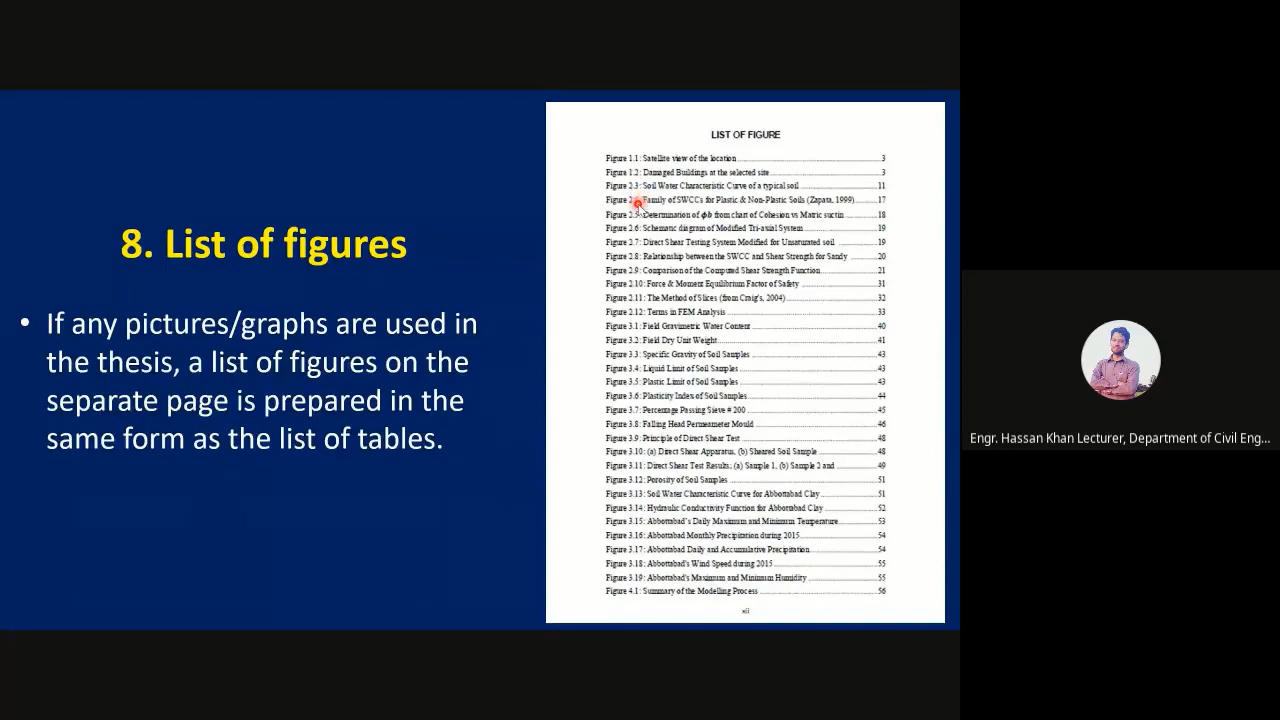 8. List of figures
• If any pictures/graphs are used in
the thesis, a list of figures on the
separate page is prepared in the
same form as the list of tables.
LIST OF FIGURE
Figure 1.1: Satellite view of the location 3
Figure 1.2: Damaged Buildings at the selected site 3
Figure 2.3: Soil Water Characteristic Curve of a typical soil 11
Figure Family of SWCCs for Plastic & Non-Plastic Soils (Zapata, 1999) 17
Figure 2.5: Determination of ϕb from chart of Cohesion vs Matric suctin 18
Figure 2.6: Schematic diagram of Modified Tri-axial System 19
Figure 2.7: Direct Shear Testing System Modified for Unsaturated soil 19
Figure 2.8: Relationship between the SWCC and Shear Strength for Sandy 20
Figure 2.9: Comparison of the Computed Shear Strength Function 21
Figure 2.10: Force & Moment Equilibrium Factor of Safety 31
Figure 2.11: The Method of Slices (from Craig's, 2004) 32
Figure 2.12: Terms in FEM Analysis 33
Figure 3.1: Field Gravimetric Water Content 40
Figure 3.2: Field Dry Unit Weight 41
Figure 3.3: Specific Gravity of Soil Samples 43
Figure 3.4: Liquid Limit of Soil Samples 43
Figure 3.5: Plastic Limit of Soil Samples 43
Figure 3.6: Plasticity Index of Soil Samples 44
Figure 3.7: Percentage Passing Sieve # 200 45
Figure 3.8: Falling Head Permeameter Mould 46
Figure 3.9: Principle of Direct Shear Test 48
Figure 3.10: (a) Direct Shear Apparatus, (b) Sheared Soil Sample 48
Figure 3.11: Direct Shear Test Results; (a) Sample 1, (b) Sample 2 and 49
Figure 3.12: Porosity of Soil Samples 51
Figure 3.13: Soil Water Characteristic Curve for Abbottabad Clay 51
Figure 3.14: Hydraulic Conductivity Function for Abbottabad Clay 52
Figure 3.15: Abbottabad's Daily Maximum and Minimum Temperature 53
Figure 3.16: Abbottabad Monthly Precipitation during 2015 54
Figure 3.17: Abbottabad Daily and Accumulative Precipitation 54
Figure 3.18: Abbottabad's Wind Speed during 2015 55
Figure 3.19: Abbottabad's Maximum and Minimum Humidity 55
Figure 4.1: Summary of the Modelling Process 56
xii
Engr. Hassan Khan Lecturer, Department of Civil Eng...